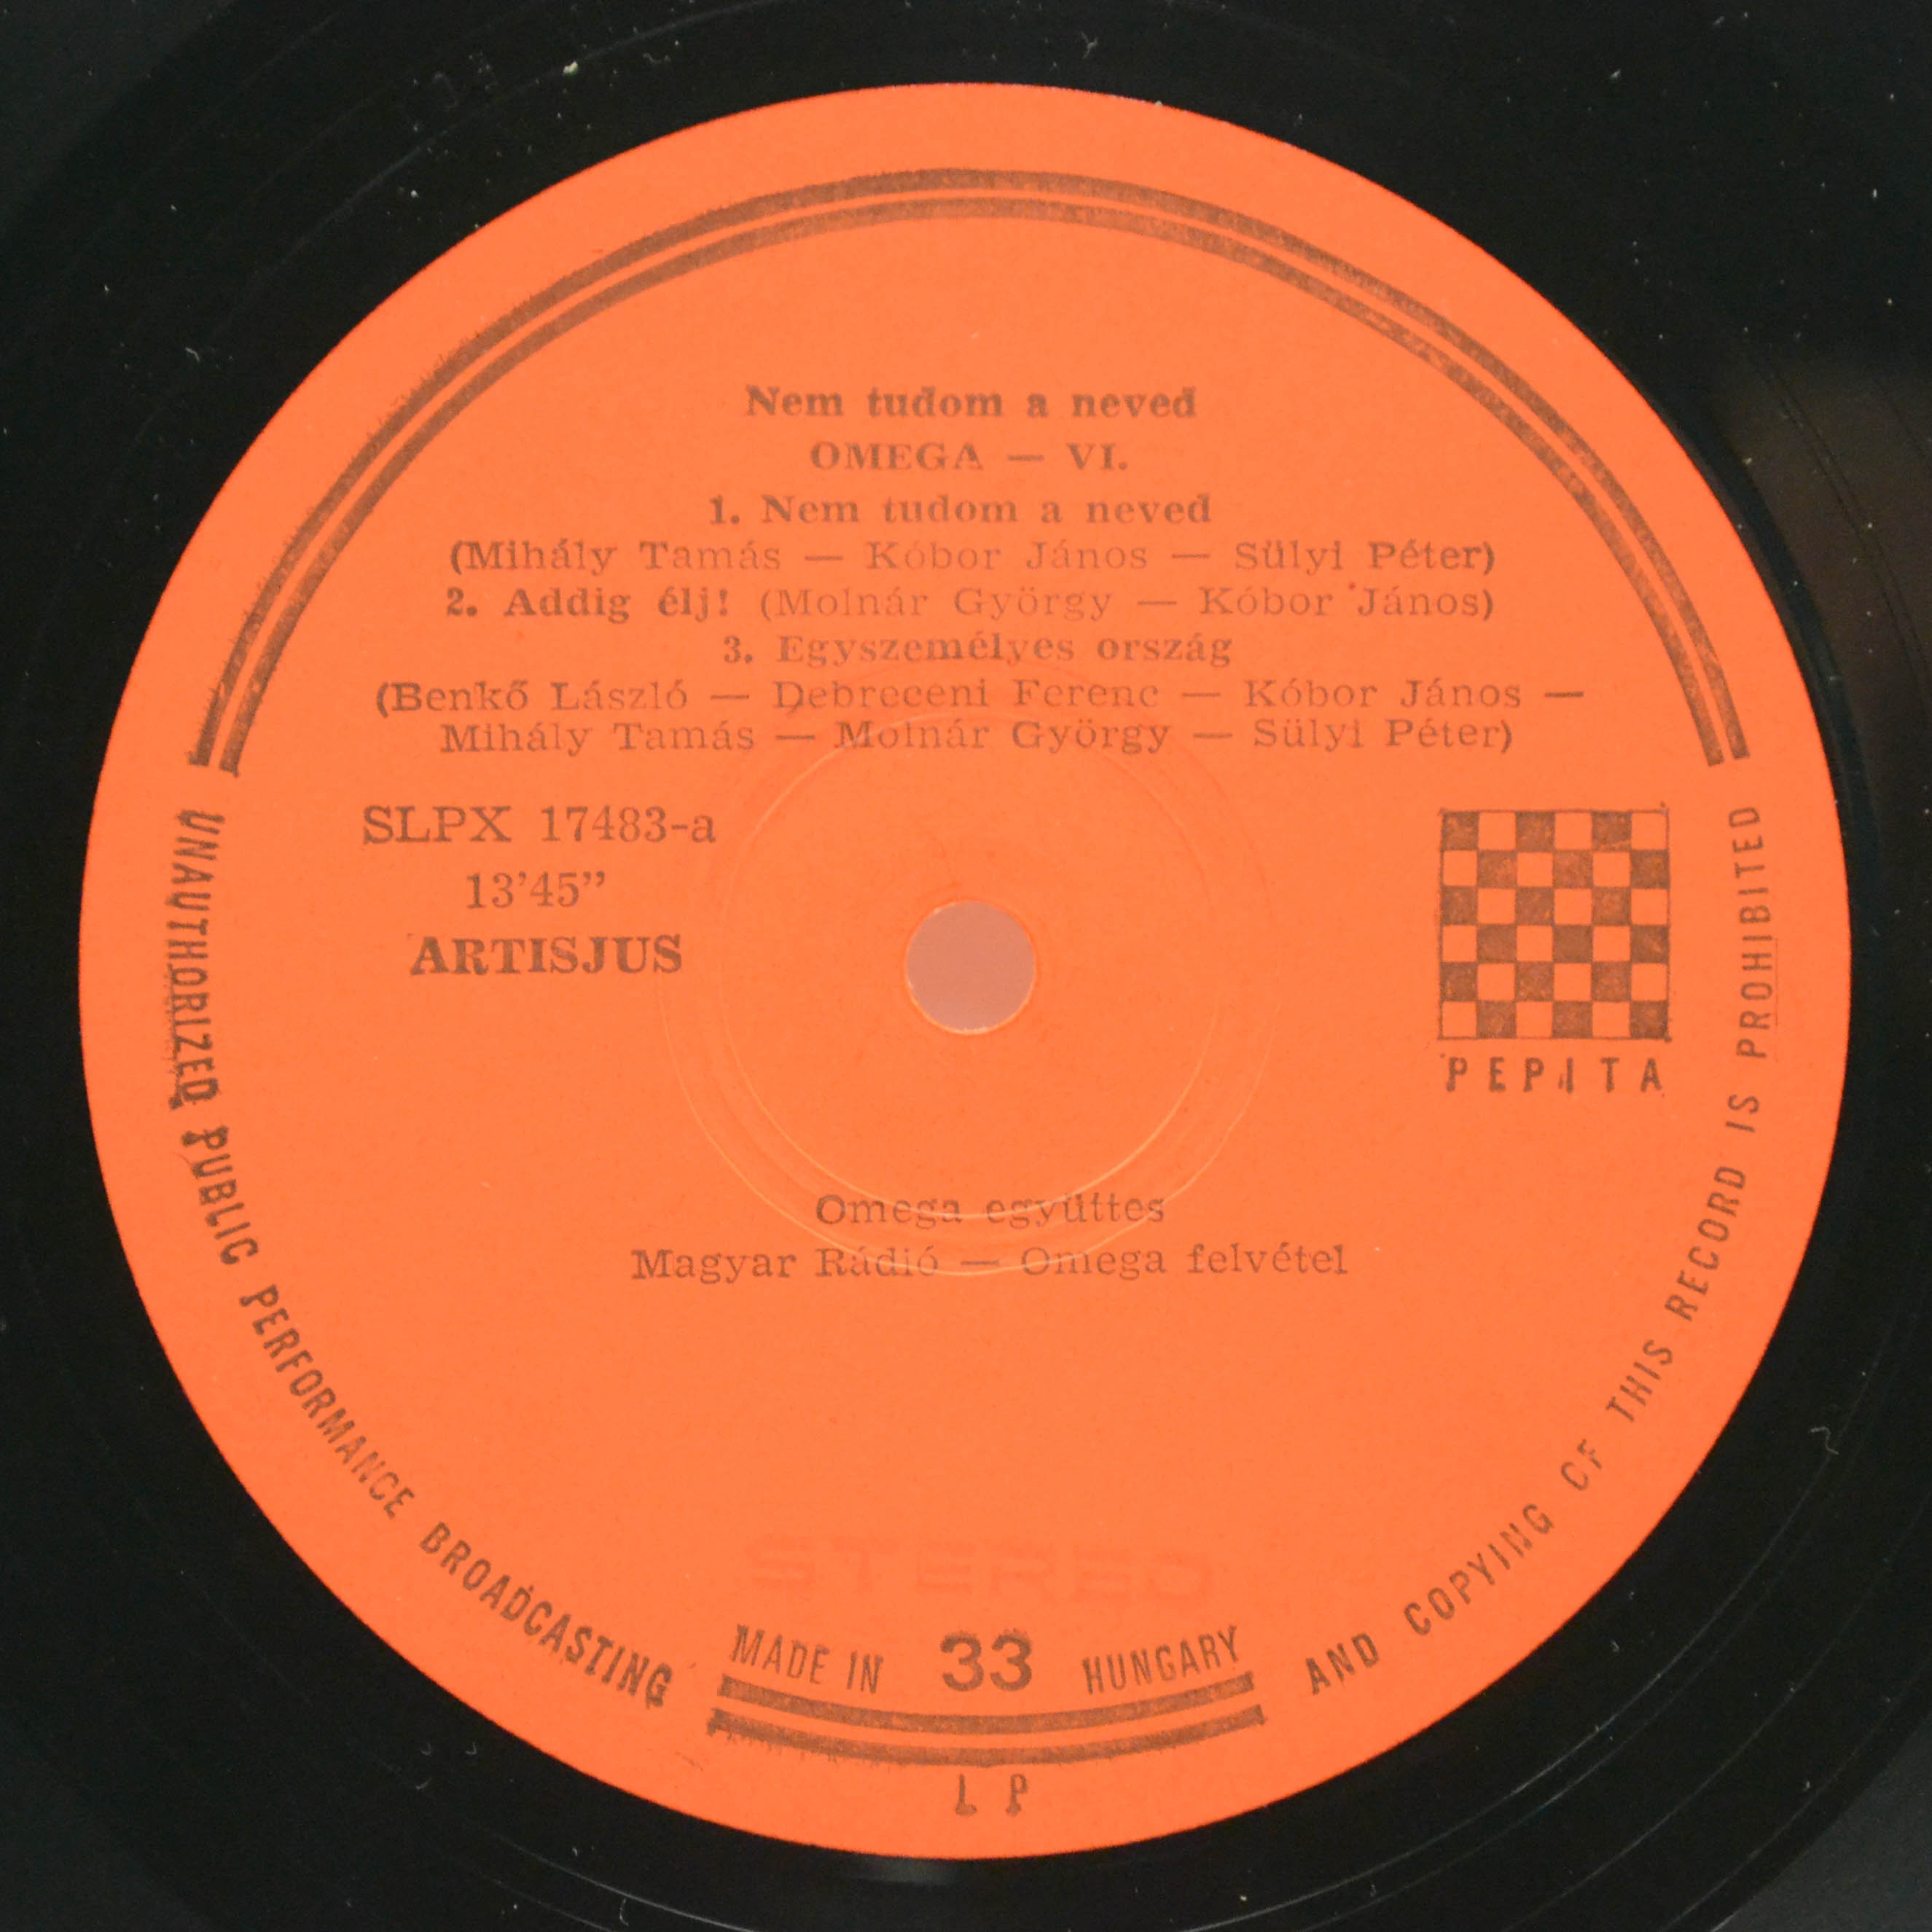 Nem tudom a neved
OMEGA — VI.
1. Nem tudom a neved
(Mihály Tamás — Kóbor János — Sülyi Péter)
2. Addig élj! (Molnár György — Kóbor János)
3. Egyszemélyes ország
(Benkő László — Debreceni Ferenc — Kóbor János —
Mihály Tamás — Molnár György — Sülyi Péter)
SLPX 17483-a
13’45”
ARTISJUS
PEPITA
Omega együttes
Magyar Rádió — Omega felvétel
STEREO
MADE IN 33 HUNGARY
LP
UNAUTHORIZED PUBLIC PERFORMANCE BROADCASTING AND COPYING OF THIS RECORD IS PROHIBITED